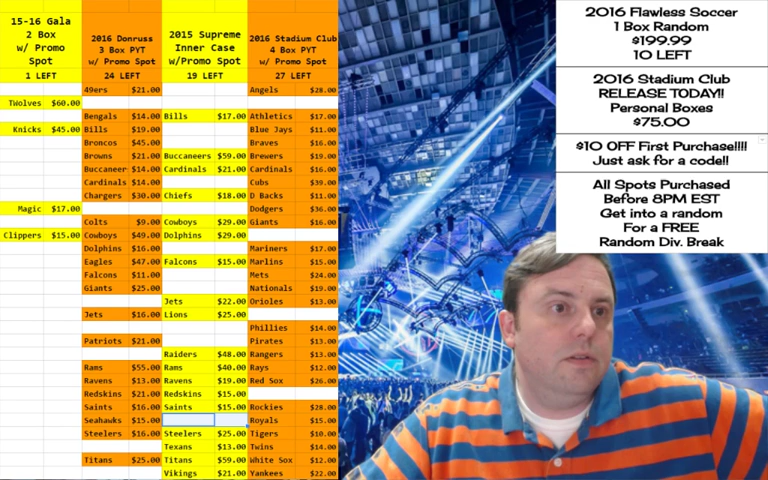 15-16 Gala
2 Box
w/ Promo
Spot
1 LEFT
TWolves $60.00
Knicks $45.00
Magic $17.00
Clippers $15.00
2016 Donruss
3 Box PYT
w/ Promo Spot
24 LEFT
49ers $21.00
Bengals $14.00
Bills $19.00
Broncos $45.00
Browns $21.00
Buccaneer $14.00
Cardinals $14.00
Chargers $30.00
Colts $9.00
Cowboys $49.00
Dolphins $16.00
Eagles $47.00
Falcons $11.00
Giants $25.00
Jets $16.00
Patriots $21.00
Rams $55.00
Ravens $13.00
Redskins $21.00
Saints $16.00
Seahawks $15.00
Steelers $16.00
Titans $25.00
2015 Supreme
Inner Case
w/Promo Spot
19 LEFT
Bills $17.00
Buccaneers $59.00
Cardinals $21.00
Chiefs $18.00
Cowboys $29.00
Dolphins $29.00
Falcons $15.00
Jets $22.00
Lions $25.00
Raiders $48.00
Rams $40.00
Ravens $19.00
Redskins $15.00
Saints $15.00
Steelers $25.00
Texans $13.00
Titans $59.00
Vikings $21.00
2016 Stadium Club
4 Box PYT
w/ Promo Spot
27 LEFT
Angels $28.00
Athletics $17.00
Blue Jays $11.00
Braves $16.00
Brewers $19.00
Cardinals $16.00
Cubs $39.00
D Backs $11.00
Dodgers $36.00
Giants $16.00
Mariners $17.00
Marlins $15.00
Mets $24.00
Nationals $19.00
Orioles $13.00
Phillies $14.00
Pirates $13.00
Rangers $13.00
Rays $12.00
Red Sox $26.00
Rockies $28.00
Royals $15.00
Tigers $10.00
Twins $14.00
White Sox $12.00
Yankees $22.00
2016 Flawless Soccer
1 Box Random
$199.99
10 LEFT
2016 Stadium Club
RELEASE TODAY!!
Personal Boxes
$75.00
$10 OFF First Purchase!!!!
Just ask for a code!!
All Spots Purchased
Before 8PM EST
Get into a random
For a FREE
Random Div. Break